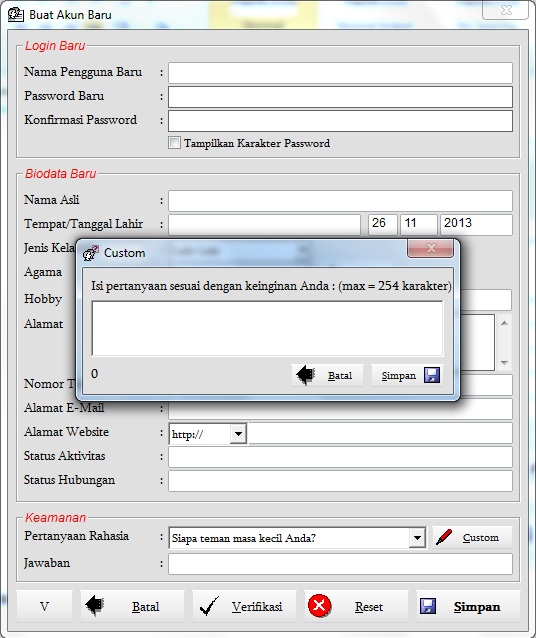 Buat Akun Baru
Login Baru
Nama Pengguna Baru :
Password Baru :
Konfirmasi Password :
Tampilkan Karakter Password
Biodata Baru
Nama Asli :
Tempat/Tanggal Lahir : 26 11 2013
Jenis Kela
Custom
Agama
Isi pertanyaan sesuai dengan keinginan Anda : (max = 254 karakter)
Hobby
Alamat
0 Batal Simpan
Nomor T
Alamat E-Mail :
Alamat Website : http://
Status Aktivitas :
Status Hubungan :
Keamanan
Pertanyaan Rahasia : Siapa teman masa kecil Anda? Custom
Jawaban :
V Batal Verifikasi Reset Simpan